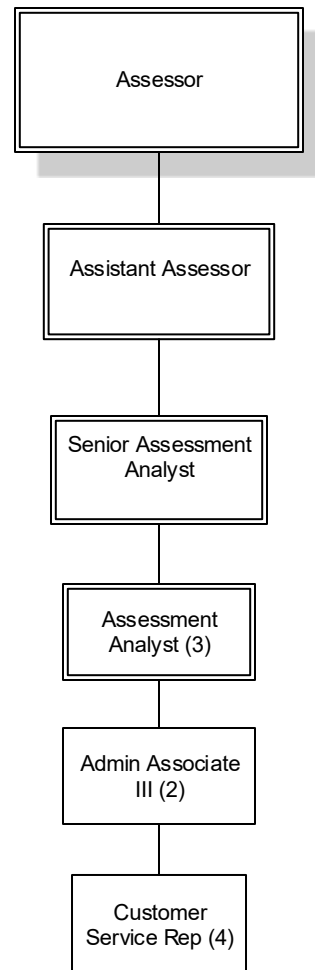 Assessor
Assistant Assessor
Senior Assessment
Analyst
Assessment
Analyst (3)
Admin Associate
III (2)
Customer
Service Rep (4)